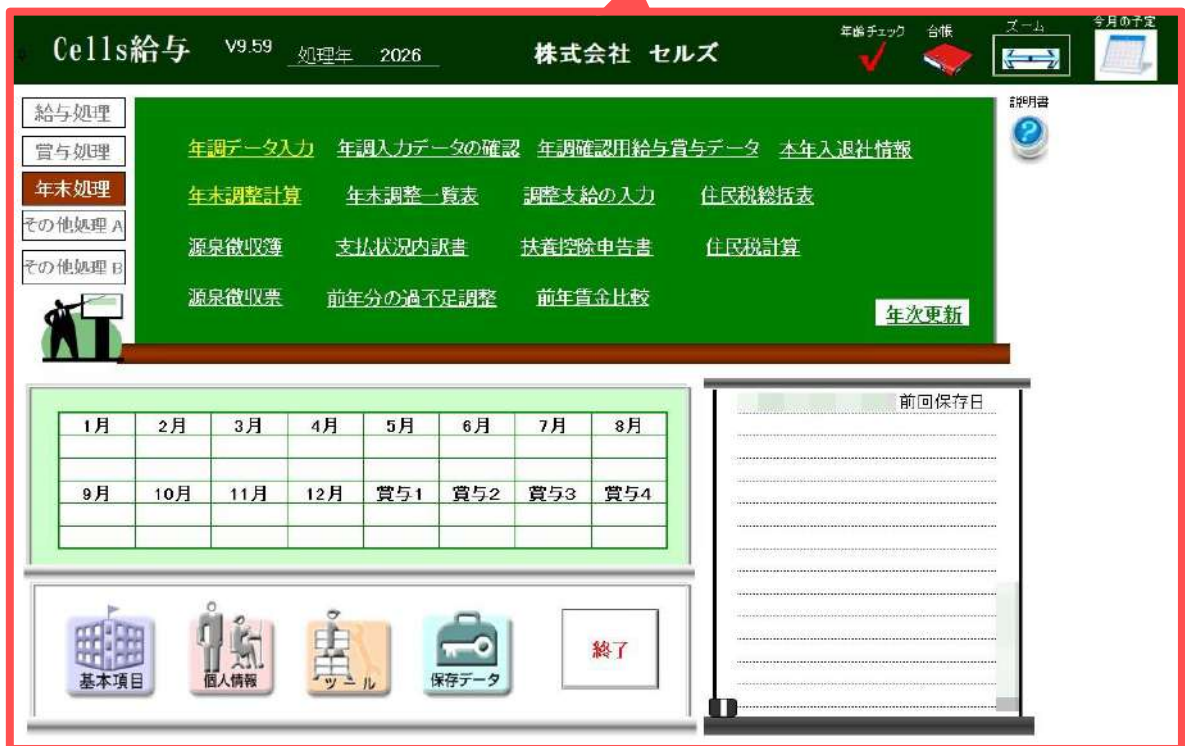 Cells給与 V9.59 処理年 2026 株式会社 セルズ 年齢チェック 台帳 ズーム 今月の予定
説明書
給与処理
賞与処理
年末処理
その他処理 A
その他処理 B
年調データ入力 年調入力データの確認 年調確認用給与賞与データ 本年入退社情報
年末調整計算 年末調整一覧表 調整支給の入力 住民税総括表
源泉徴収簿 支払状況内訳書 扶養控除申告書 住民税計算
源泉徴収票 前年分の過不足調整 前年賃金比較
年次更新
1月 2月 3月 4月 5月 6月 7月 8月
9月 10月 11月 12月 賞与1 賞与2 賞与3 賞与4
前回保存日
基本項目 個人情報 ツール 保存データ 終了